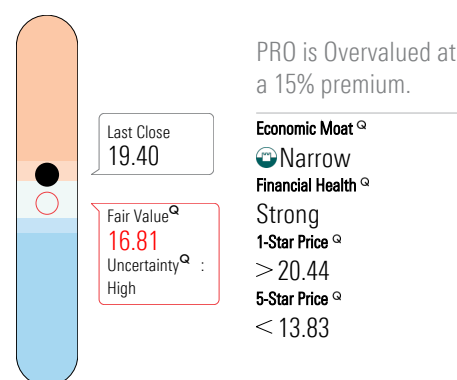 PRO is Overvalued at
a 15% premium.
Last Close
19.40
Fair Value Q
16.81
Uncertainty Q :
High
Economic Moat Q
Narrow
Financial Health Q
Strong
1-Star Price Q
> 20.44
5-Star Price Q
< 13.83